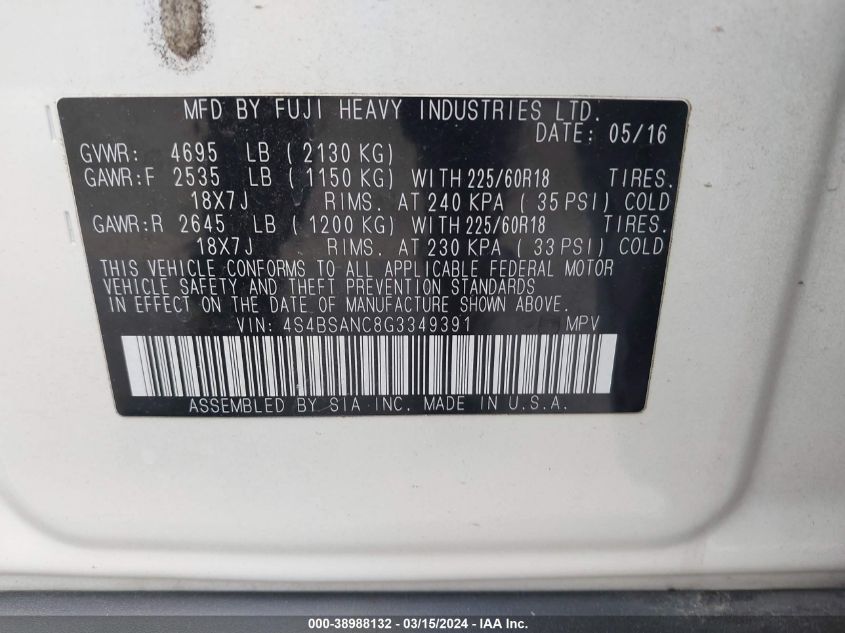 MFD BY FUJI HEAVY INDUSTRIES LTD.
DATE: 05/16
GVWR: 4695 LB ( 2130 KG)
GAWR:F 2535 LB ( 1150 KG) WITH 225/60R18 TIRES.
18X7J RIMS. AT 240 KPA ( 35 PSI) COLD
GAWR:R 2645 LB ( 1200 KG) WITH 225/60R18 TIRES.
18X7J RIMS. AT 230 KPA ( 33 PSI) COLD
THIS VEHICLE CONFORMS TO ALL APPLICABLE FEDERAL MOTOR
VEHICLE SAFETY AND THEFT PREVENTION STANDARDS
IN EFFECT ON THE DATE OF MANUFACTURE SHOWN ABOVE.
VIN: 4S4BSANC8G3349391 MPV
ASSEMBLED BY SIA INC. MADE IN U.S.A.
000-38988132 - 03/15/2024 - IAA Inc.